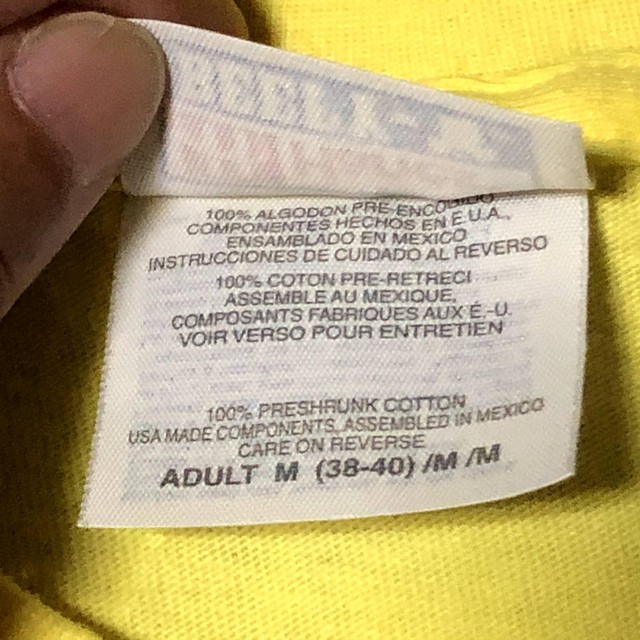 100% ALGODON PRE-ENCOGIDO
COMPONENTES HECHOS EN E.U.A.,
ENSAMBLADO EN MEXICO
INSTRUCCIONES DE CUIDADO AL REVERSO
100% COTON PRE-RETRECI
ASSEMBLE AU MEXIQUE,
COMPOSANTS FABRIQUES AUX É.-U.
VOIR VERSO POUR ENTRETIEN
100% PRESHRUNK COTTON
USA MADE COMPONENTS, ASSEMBLED IN MEXICO
CARE ON REVERSE
ADULT M (38-40) /M /M